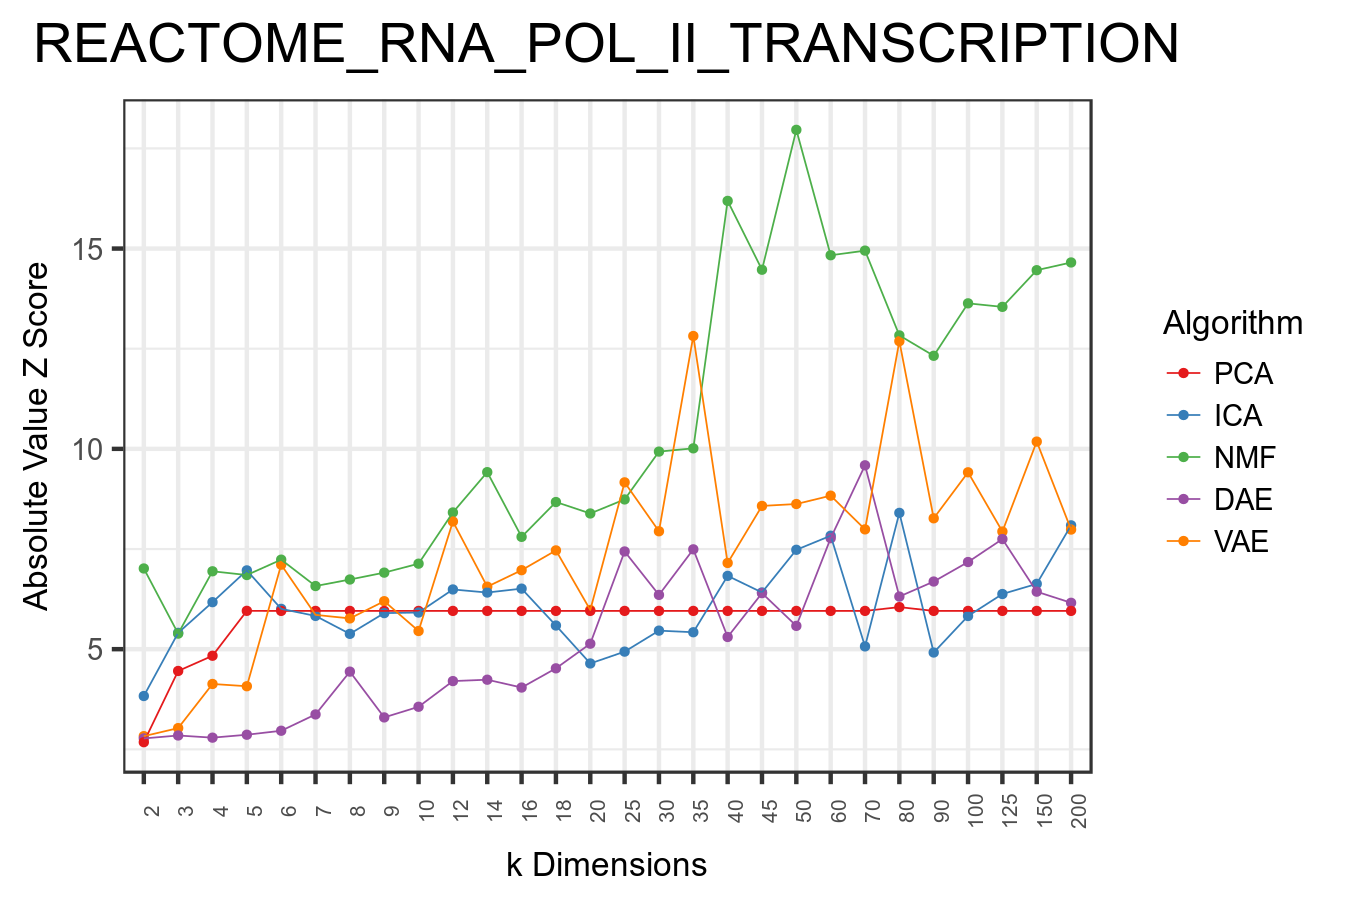 REACTOME_RNA_POL_II_TRANSCRIPTION
Absolute Value Z Score
15
10
5
2 3 4 5 6 7 8 9 10 12 14 16 18 20 25 30 35 40 45 50 60 70 80 90 100 125 150 200
k Dimensions
Algorithm
PCA
ICA
NMF
DAE
VAE